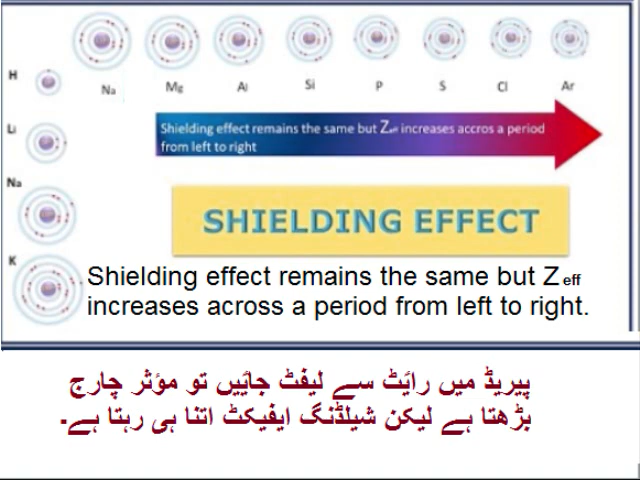 Na Mg Al Si P S Cl Ar
H
Li
Na
K
Shielding effect remains the same but Zeff increases accros a period
from left to right
SHIELDING EFFECT
Shielding effect remains the same but Z eff
increases across a period from left to right.
پیریڈ میں رائیٹ سے لیفٹ جائیں تو مؤثر چارج
بڑھتا ہے لیکن شیلڈنگ ایفیکٹ اتنا ہی رہتا ہے۔